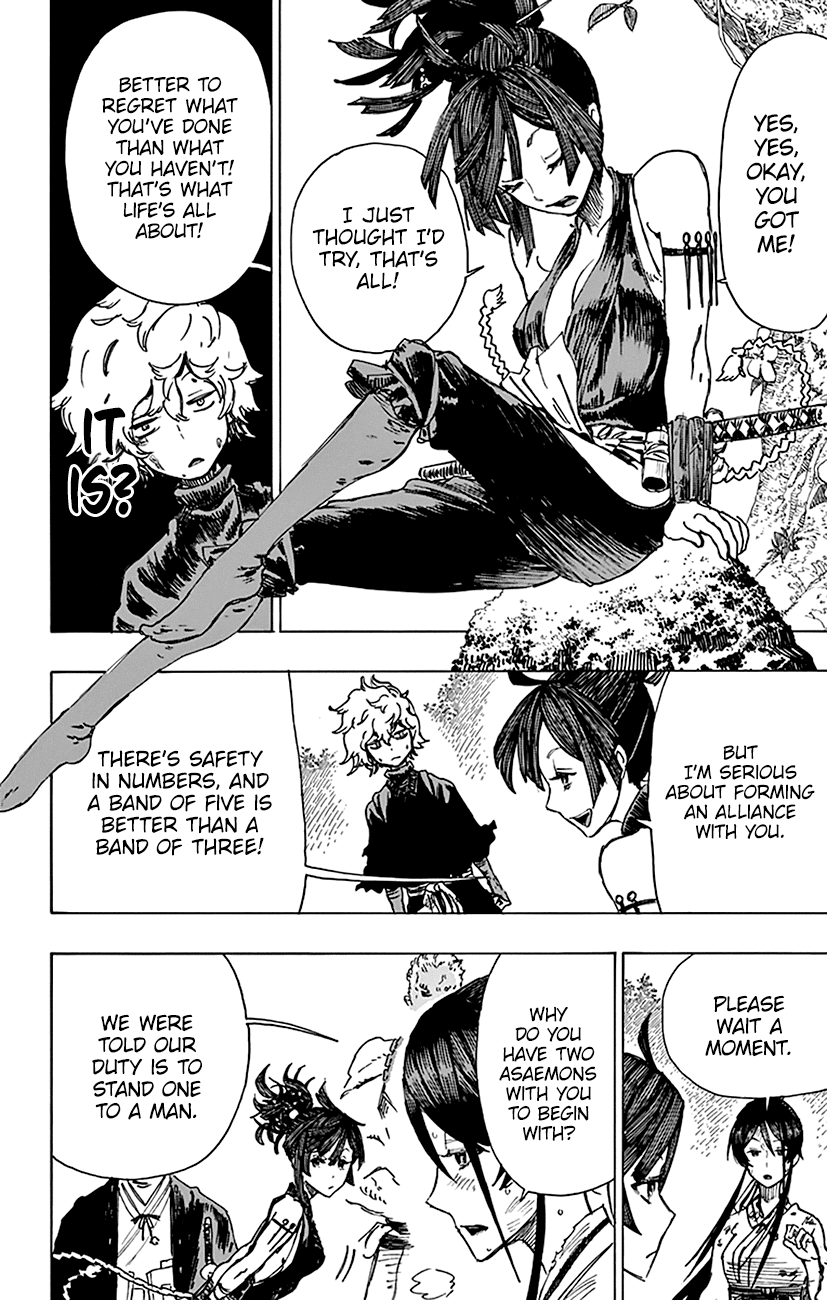 YES,
YES,
OKAY,
YOU
GOT
ME!
I JUST
THOUGHT I'D
TRY, THAT'S
ALL!
BETTER TO
REGRET WHAT
YOU'VE DONE
THAN WHAT
YOU HAVEN'T!
THAT'S WHAT
LIFE'S ALL
ABOUT!
IT
IS?
BUT
I'M SERIOUS
ABOUT FORMING
AN ALLIANCE
WITH YOU.
THERE'S SAFETY
IN NUMBERS, AND
A BAND OF FIVE IS
BETTER THAN A
BAND OF THREE!
PLEASE
WAIT A
MOMENT.
WHY
DO YOU
HAVE TWO
ASAEMONS
WITH YOU
TO BEGIN
WITH?
WE WERE
TOLD OUR
DUTY IS TO
STAND ONE
TO A MAN.